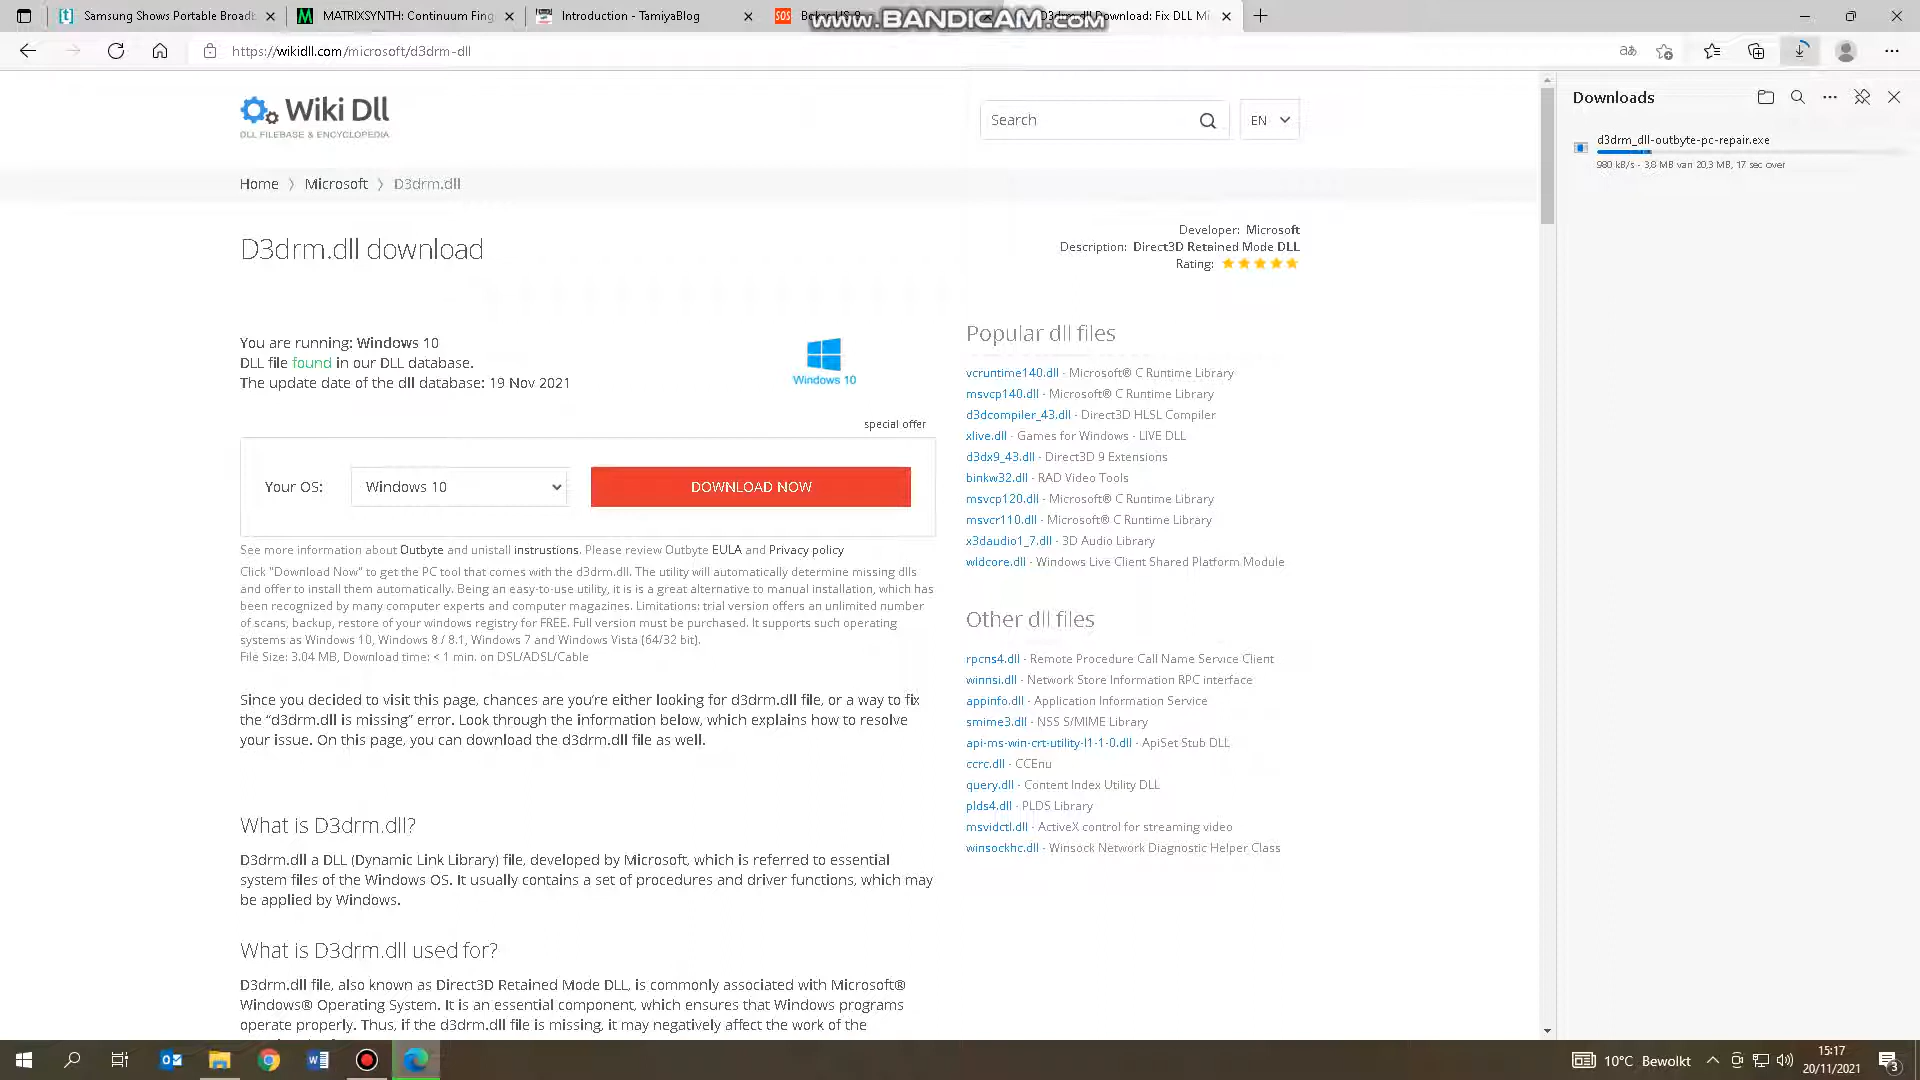 Samsung Shows Portable Broadt
MATRIXSYNTH: Continuum Fing
Introduction - TamiyaBlog
SOS
D3drm.dll Download: Fix DLL Mi
www.BANDICAM.com
https://wikidll.com/microsoft/d3drm-dll
Wiki Dll
DLL FILEBASE & ENCYCLOPEDIA
Search
EN
Home
Microsoft
D3drm.dll
D3drm.dll download
Developer: Microsoft
Description: Direct3D Retained Mode DLL
Rating:
You are running: Windows 10
DLL file found in our DLL database.
The update date of the dll database: 19 Nov 2021
Windows 10
special offer
Your OS:
Windows 10
DOWNLOAD NOW
See more information about Outbyte and unistall instrustions. Please review Outbyte EULA and Privacy policy
Click "Download Now" to get the PC tool that comes with the d3drm.dll. The utility will automatically determine missing dlls
and offer to install them automatically. Being an easy-to-use utility, it is is a great alternative to manual installation, which has
been recognized by many computer experts and computer magazines. Limitations: trial version offers an unlimited number
of scans, backup, restore of your windows registry for FREE. Full version must be purchased. It supports such operating
systems as Windows 10, Windows 8 / 8.1, Windows 7 and Windows Vista (64/32 bit).
File Size: 3.04 MB, Download time: < 1 min. on DSL/ADSL/Cable
Since you decided to visit this page, chances are you're either looking for d3drm.dll file, or a way to fix
the "d3drm.dll is missing" error. Look through the information below, which explains how to resolve
your issue. On this page, you can download the d3drm.dll file as well.
What is D3drm.dll?
D3drm.dll a DLL (Dynamic Link Library) file, developed by Microsoft, which is referred to essential
system files of the Windows OS. It usually contains a set of procedures and driver functions, which may
be applied by Windows.
What is D3drm.dll used for?
D3drm.dll file, also known as Direct3D Retained Mode DLL, is commonly associated with Microsoft®
Windows® Operating System. It is an essential component, which ensures that Windows programs
operate properly. Thus, if the d3drm.dll file is missing, it may negatively affect the work of the
Popular dll files
vcruntime140.dll - Microsoft® C Runtime Library
msvcp140.dll - Microsoft® C Runtime Library
d3dcompiler_43.dll - Direct3D HLSL Compiler
xlive.dll - Games for Windows - LIVE DLL
d3dx9_43.dll - Direct3D 9 Extensions
binkw32.dll - RAD Video Tools
msvcp120.dll - Microsoft® C Runtime Library
msvcr110.dll - Microsoft® C Runtime Library
x3daudio1_7.dll - 3D Audio Library
wldcore.dll - Windows Live Client Shared Platform Module
Other dll files
rpcns4.dll - Remote Procedure Call Name Service Client
winnsi.dll - Network Store Information RPC interface
appinfo.dll - Application Information Service
smime3.dll - NSS S/MIME Library
api-ms-win-crt-utility-l1-1-0.dll - ApiSet Stub DLL
ccrc.dll - CCEnu
query.dll - Content Index Utility DLL
plds4.dll - PLDS Library
msvidctl.dll - ActiveX control for streaming video
winsockhc.dll - Winsock Network Diagnostic Helper Class
Downloads
d3drm_dll-outbyte-pc-repair.exe
980 kB/s - 3,8 MB van 20,3 MB, 17 sec over
10°C Bewolkt
15:17
20/11/2021
3